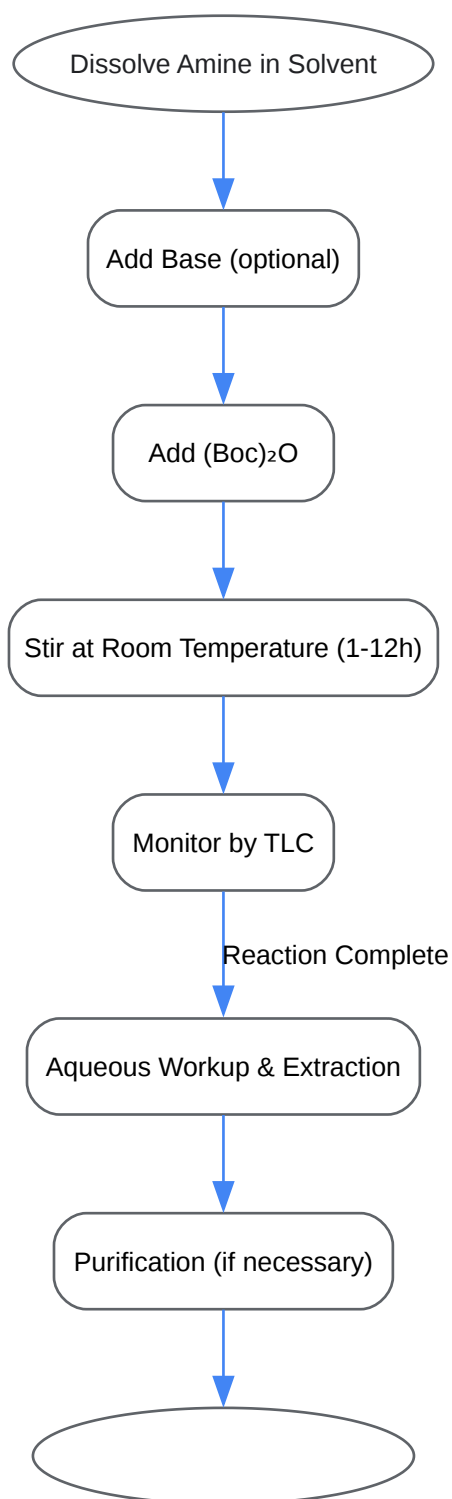 Dissolve Amine in Solvent
Add Base (optional)
Add (Boc)₂O
Stir at Room Temperature (1-12h)
Monitor by TLC
Reaction Complete
Aqueous Workup & Extraction
Purification (if necessary)